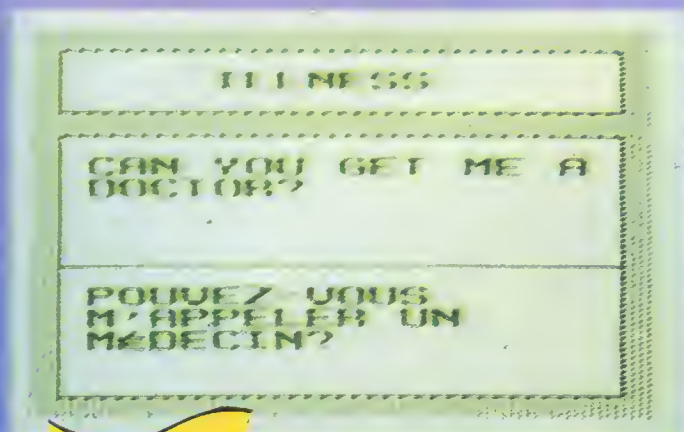 ILLNESS
CAN YOU GET ME A
DOCTOR?
POUVEZ VOUS
M'APPELER UN
MéDECIN?